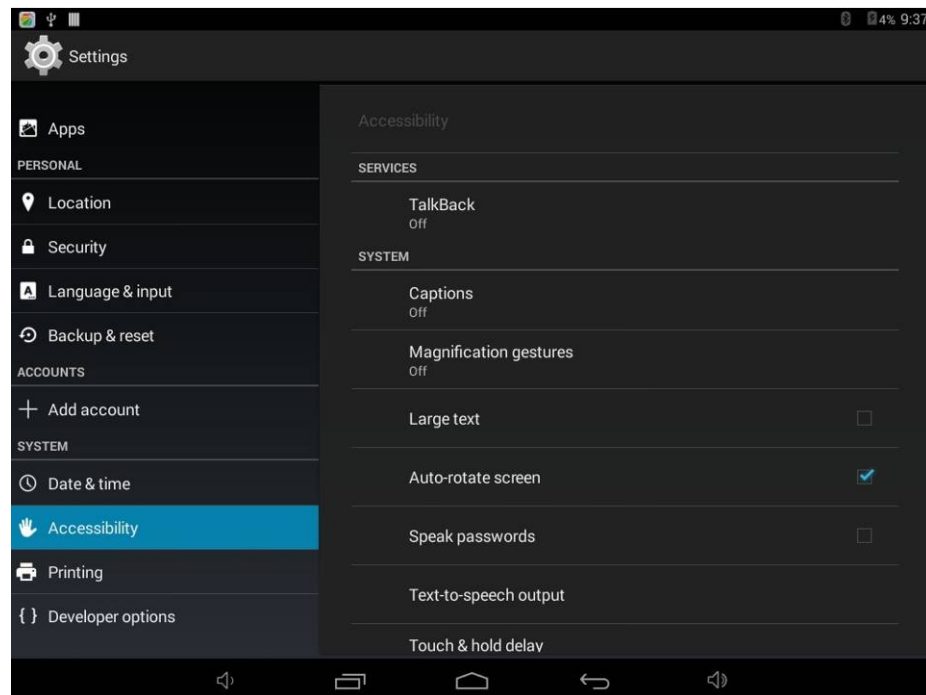 4% 9:37
Settings
Apps
PERSONAL
Location
Security
Language & input
Backup & reset
ACCOUNTS
Add account
SYSTEM
Date & time
Accessibility
Printing
{ } Developer options
Accessibility
SERVICES
TalkBack
Off
SYSTEM
Captions
Off
Magnification gestures
Off
Large text
Auto-rotate screen
Speak passwords
Text-to-speech output
Touch & hold delay